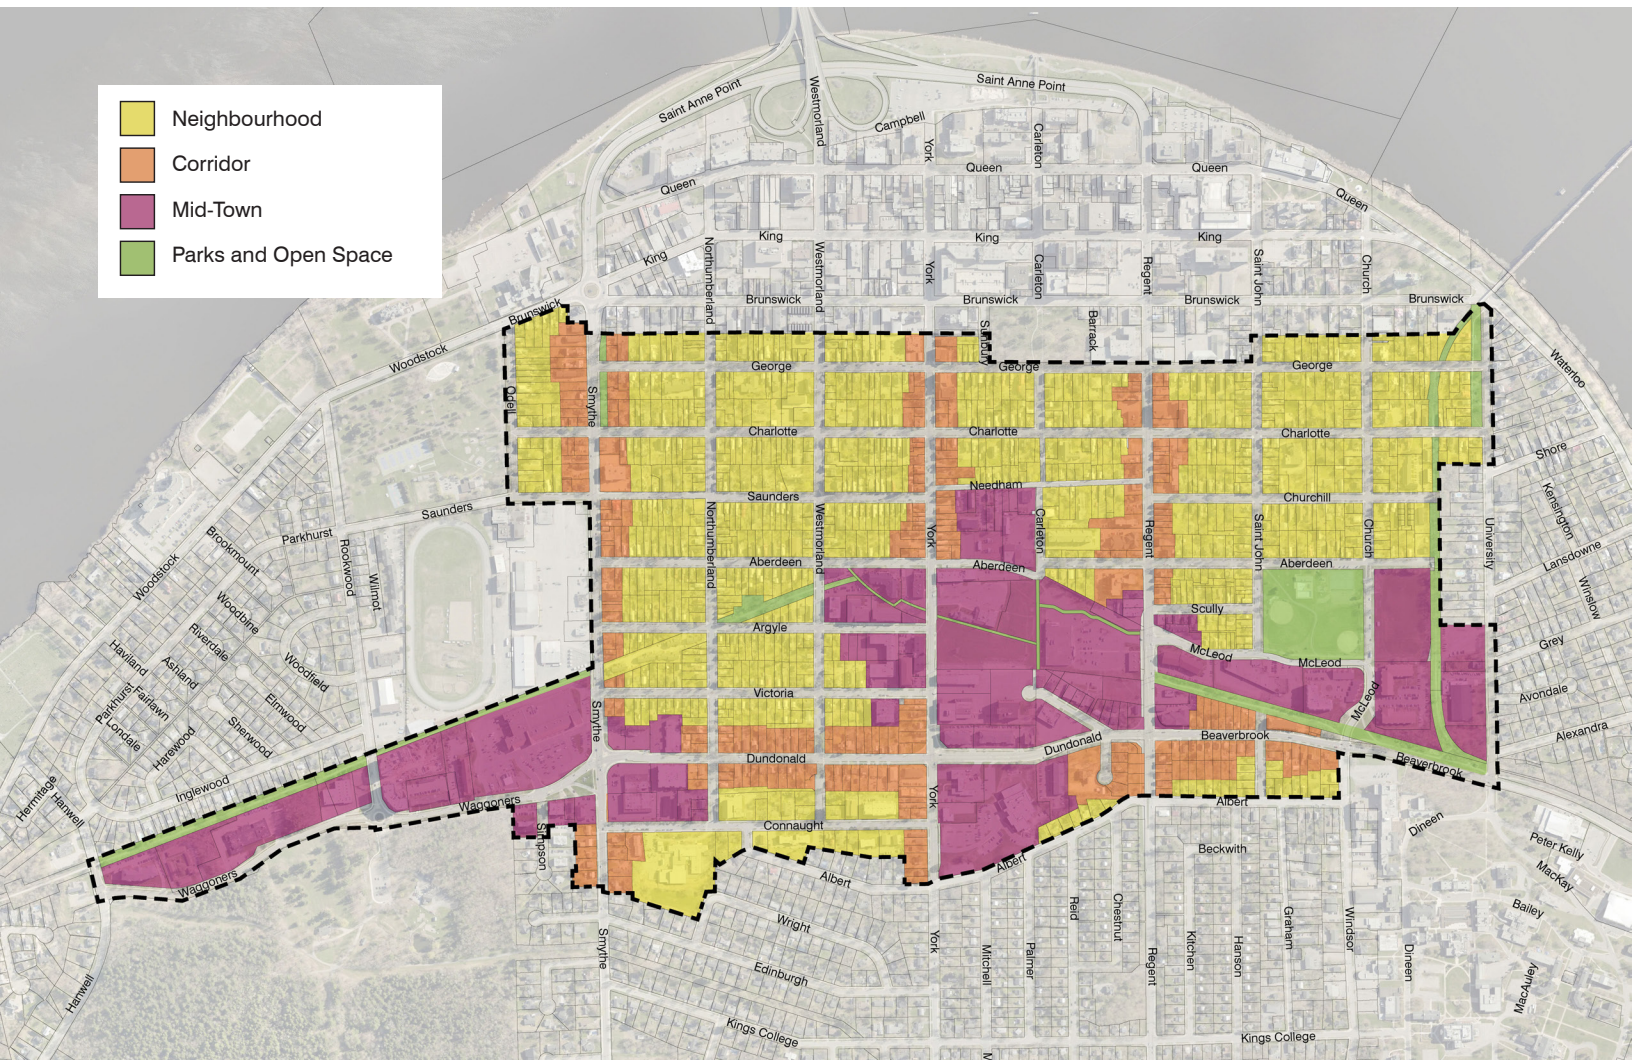 Neighbourhood
Corridor
Mid-Town
Parks and Open Space
Saint Anne Point
Saint Anne Point
Westmorland
Campbell
York
Carleton
Queen
Queen
Queen
Queen
King
King
King
King
Northumberland
Westmorland
York
Carleton
Regent
Saint John
Church
Brunswick
Brunswick
Brunswick
Brunswick
Brunswick
Woodstock
Sunbury
Barrack
George
George
George
Waterloo
Odell
Smythe
Charlotte
Charlotte
Charlotte
Shore
Needham
Saunders
Saunders
Churchill
Kensington
Parkhurst
Brookmount
Rookwood
Wilmot
Woodstock
Northumberland
Westmorland
York
Carleton
Regent
Saint John
Church
University
Aberdeen
Aberdeen
Aberdeen
Lansdowne
Winslow
Woodbine
Riverdale
Scully
Argyle
Grey
Haviland
Ashland
Woodfield
McLeod
McLeod
McLeod
Parkhurst
Fairlawn
Elmwood
Victoria
Avondale
Londale
Harewood
Sherwood
Smythe
Alexandra
Dundonald
Dundonald
Beaverbrook
Beaverbrook
Hermitage
Hanwell
Inglewood
Waggoners
York
Albert
Connaught
Simpson
Dineen
Peter Kelly
MacKay
Beckwith
Albert
Albert
Waggoners
Wright
Reid
Chestnut
Graham
Windsor
Bailey
Smythe
York
Mitchell
Palmer
Regent
Kitchen
Hanson
Dineen
MacAuley
Edinburgh
Hanwell
Kings College
Kings College
M